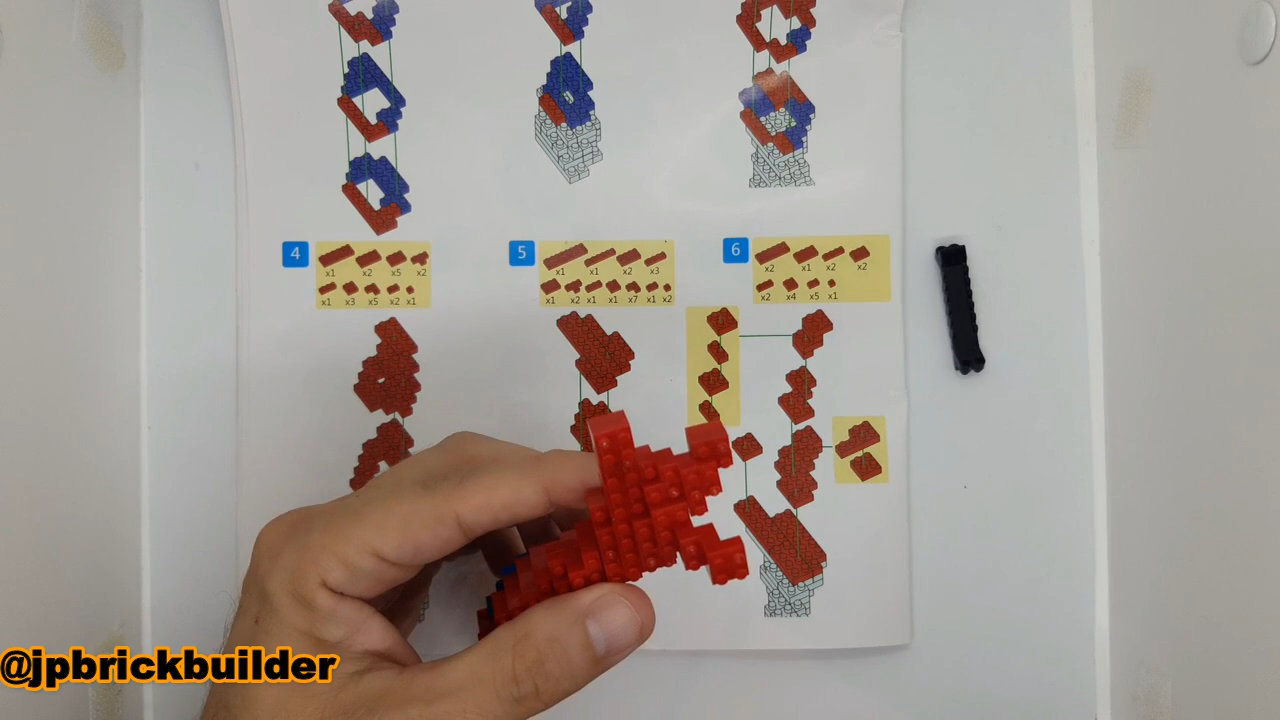 4
x1 x2 x5 x2
x1 x3 x5 x2 x1
5
x1 x1 x2 x3
x1 x2 x1 x1 x7 x1 x2
6
x2 x1 x2 x2
x2 x4 x5 x1
@jpbrickbuilder